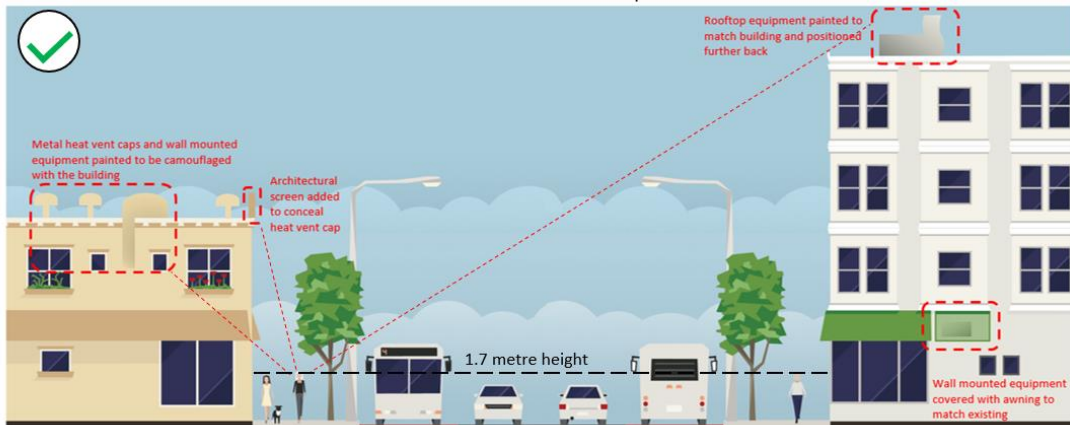 Rooftop equipment painted to
match building and positioned
further back
Metal heat vent caps and wall mounted
equipment painted to be camouflaged
with the building
Architectural
screen added
to conceal
heat vent cap
1.7 metre height
Wall mounted equipment
covered with awning to
match existing